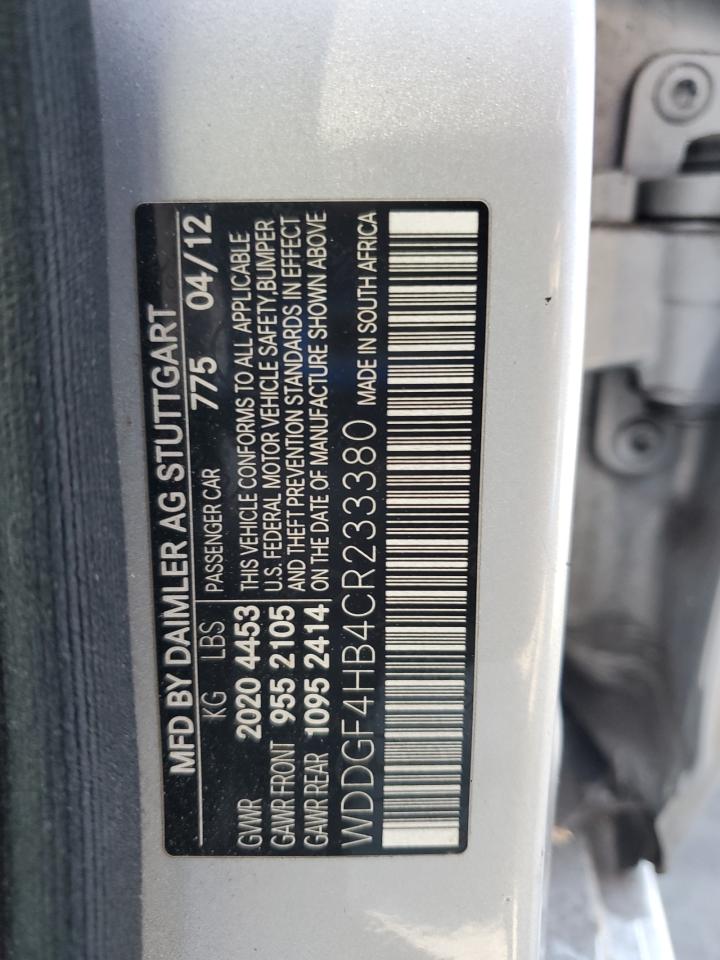 MFD BY DAIMLER AG STUTTGART
KG LBS PASSENGER CAR 775 04/12
GVWR 2020 4453 THIS VEHICLE CONFORMS TO ALL APPLICABLE
GAWR FRONT 955 2105 U.S. FEDERAL MOTOR VEHICLE SAFETY,BUMPER
GAWR REAR 1095 2414 AND THEFT PREVENTION STANDARDS IN EFFECT
ON THE DATE OF MANUFACTURE SHOWN ABOVE
WDDGF4HB4CR233380 MADE IN SOUTH AFRICA